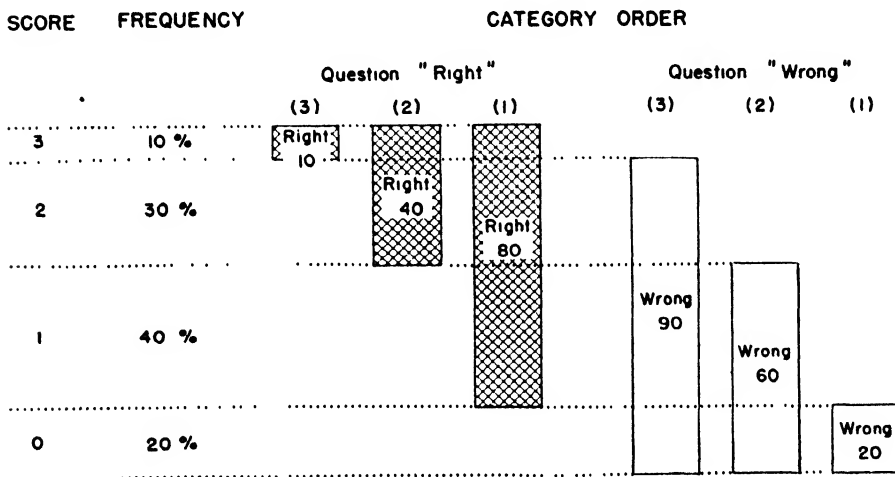 SCORE FREQUENCY CATEGORY ORDER
Question "Right" Question "Wrong"
(3) (2) (1) (3) (2) (1)
3 10 % Right
10
2 30 % Right
40
Right
80
1 40 % Wrong
90
Wrong
60
0 20 % Wrong
20